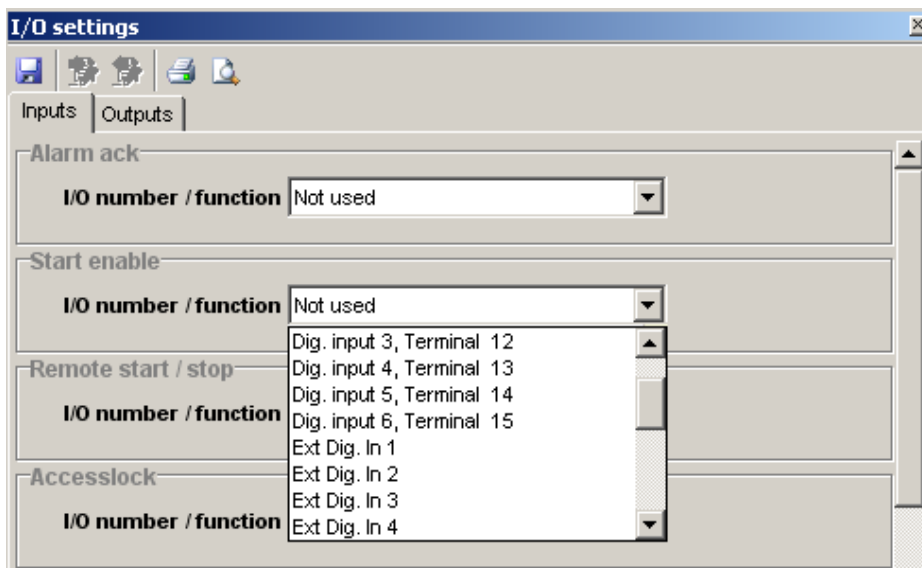 I/O settings
Inputs Outputs
Alarm ack
I/O number / function Not used
Start enable
I/O number / function Not used
Dig. input 3, Terminal 12
Dig. input 4, Terminal 13
Dig. input 5, Terminal 14
Dig. input 6, Terminal 15
Ext Dig. In 1
Ext Dig. In 2
Ext Dig. In 3
Ext Dig. In 4
Remote start / stop
I/O number / function
Accesslock
I/O number / function